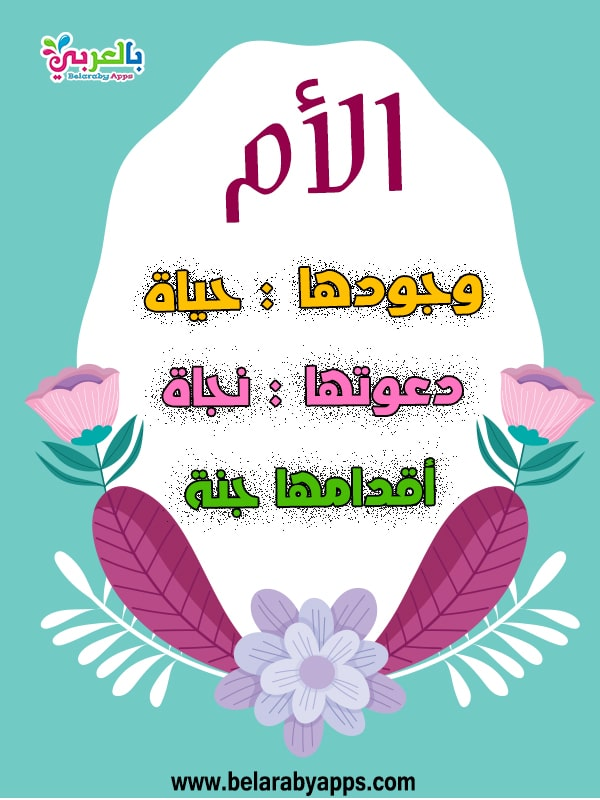 بالعربي
Belaraby Apps
الأم
وجودها : حياة
دعوتها : نجاة
أقدامها جنة
www.belarabyapps.com